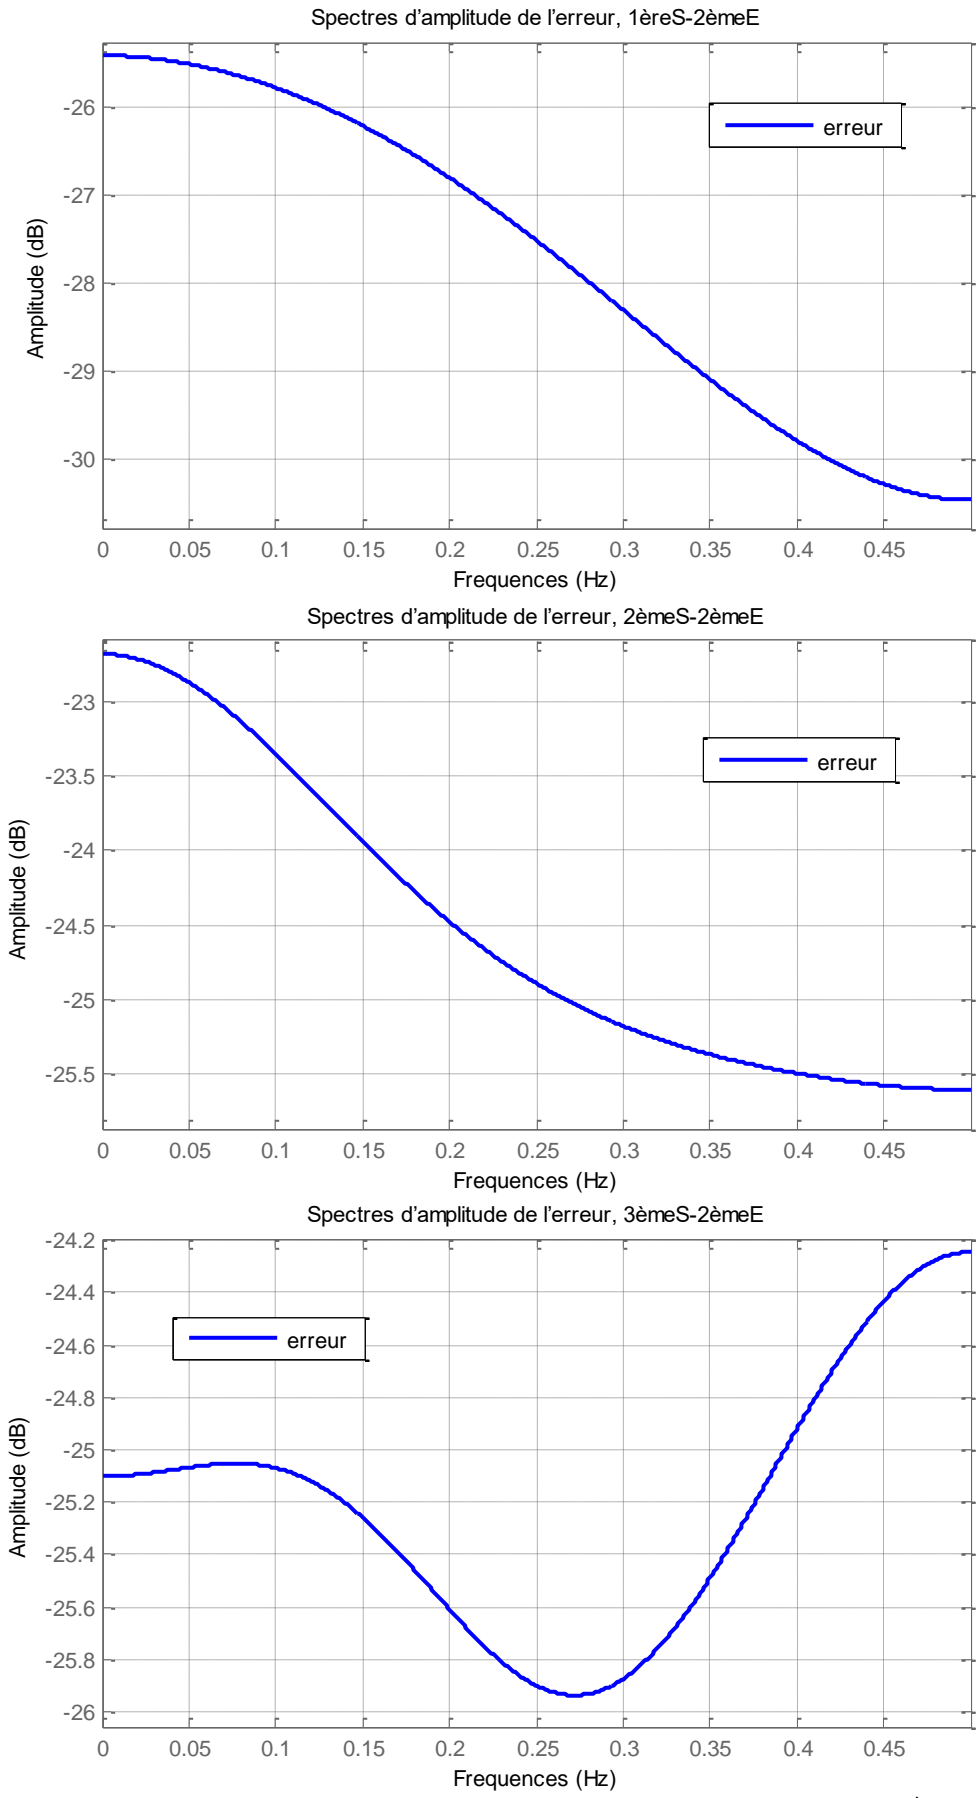 Spectres d'amplitude de l'erreur, 1èreS-2èmeE
-26
-27
-28
-29
-30
Amplitude (dB)
erreur
0 0.05 0.1 0.15 0.2 0.25 0.3 0.35 0.4 0.45
Frequences (Hz)
Spectres d'amplitude de l'erreur, 2èmeS-2èmeE
-23
-23.5
-24
-24.5
-25
-25.5
Amplitude (dB)
erreur
0 0.05 0.1 0.15 0.2 0.25 0.3 0.35 0.4 0.45
Frequences (Hz)
Spectres d'amplitude de l'erreur, 3èmeS-2èmeE
-24.2
-24.4
-24.6
-24.8
-25
-25.2
-25.4
-25.6
-25.8
-26
Amplitude (dB)
erreur
0 0.05 0.1 0.15 0.2 0.25 0.3 0.35 0.4 0.45
Frequences (Hz)